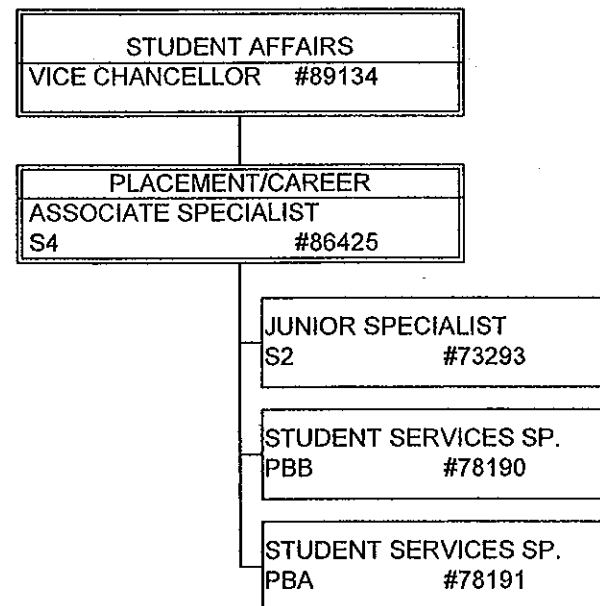 STUDENT AFFAIRS
VICE CHANCELLOR #89134
PLACEMENT/CAREER
ASSOCIATE SPECIALIST
S4 #86425
JUNIOR SPECIALIST
S2 #73293
STUDENT SERVICES SP.
PBB #78190
STUDENT SERVICES SP.
PBA #78191